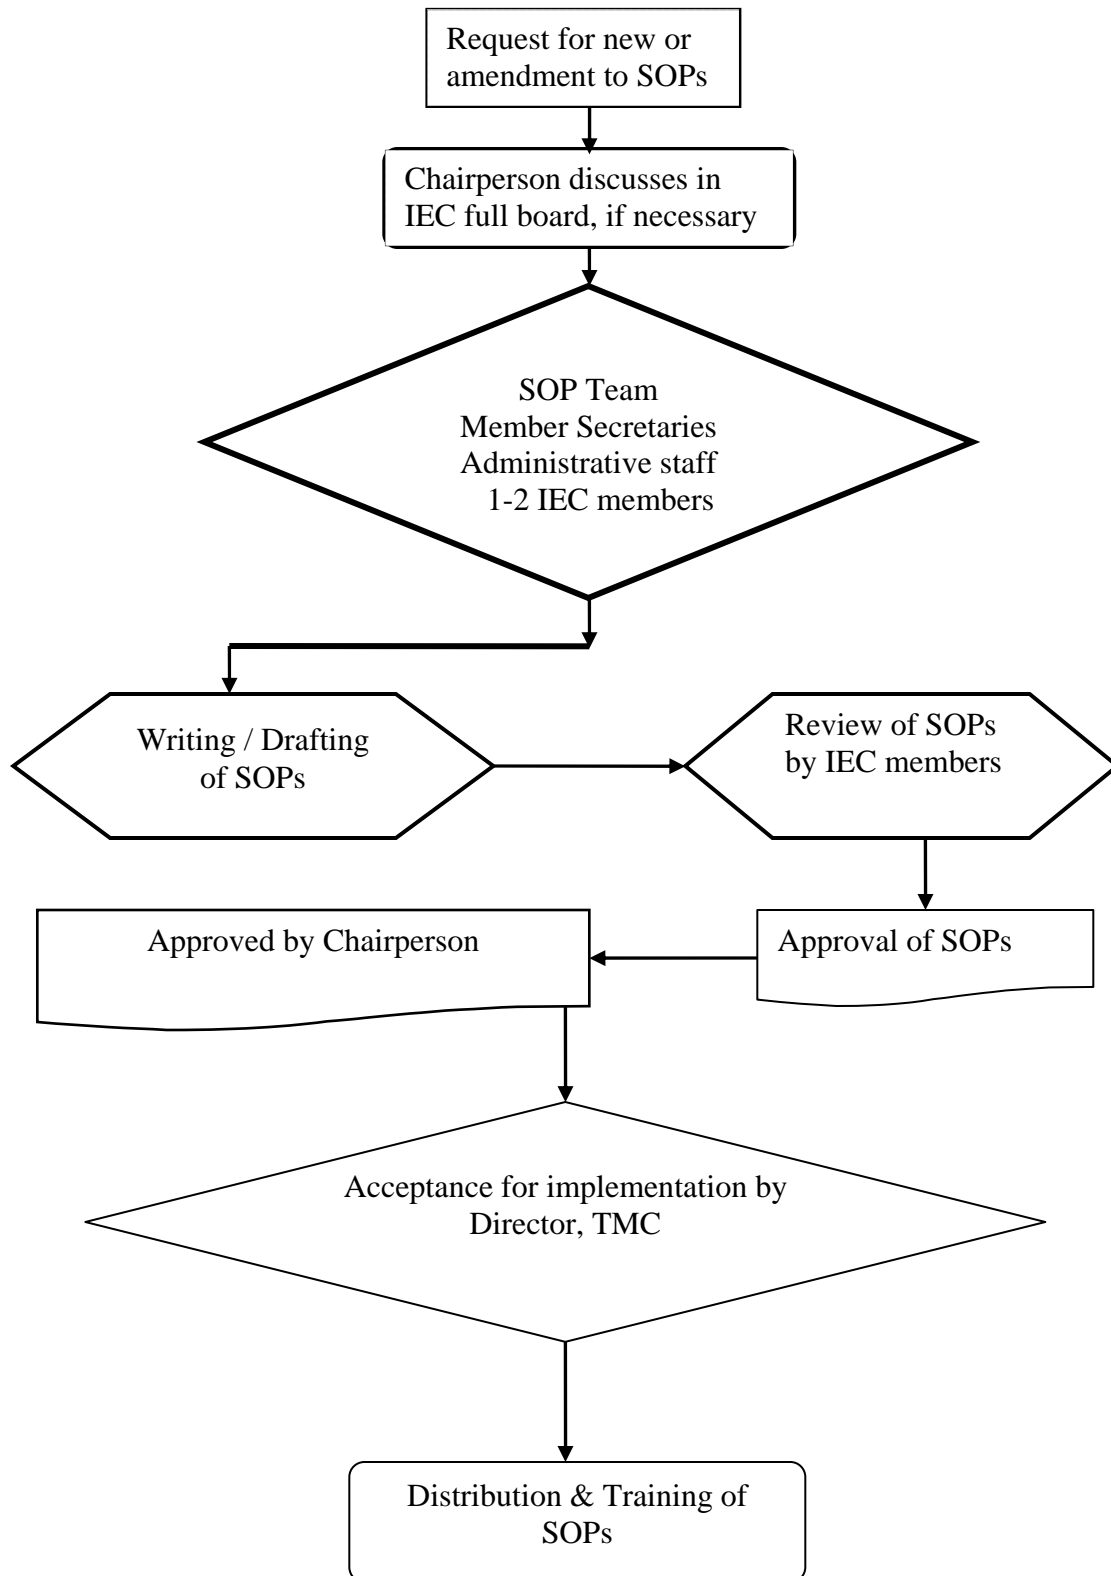 Request for new or
amendment to SOPs
Chairperson discusses in
IEC full board, if necessary
SOP Team
Member Secretaries
Administrative staff
1-2 IEC members
Writing / Drafting
of SOPs
Review of SOPs
by IEC members
Approved by Chairperson
Approval of SOPs
Acceptance for implementation by
Director, TMC
Distribution & Training of
SOPs